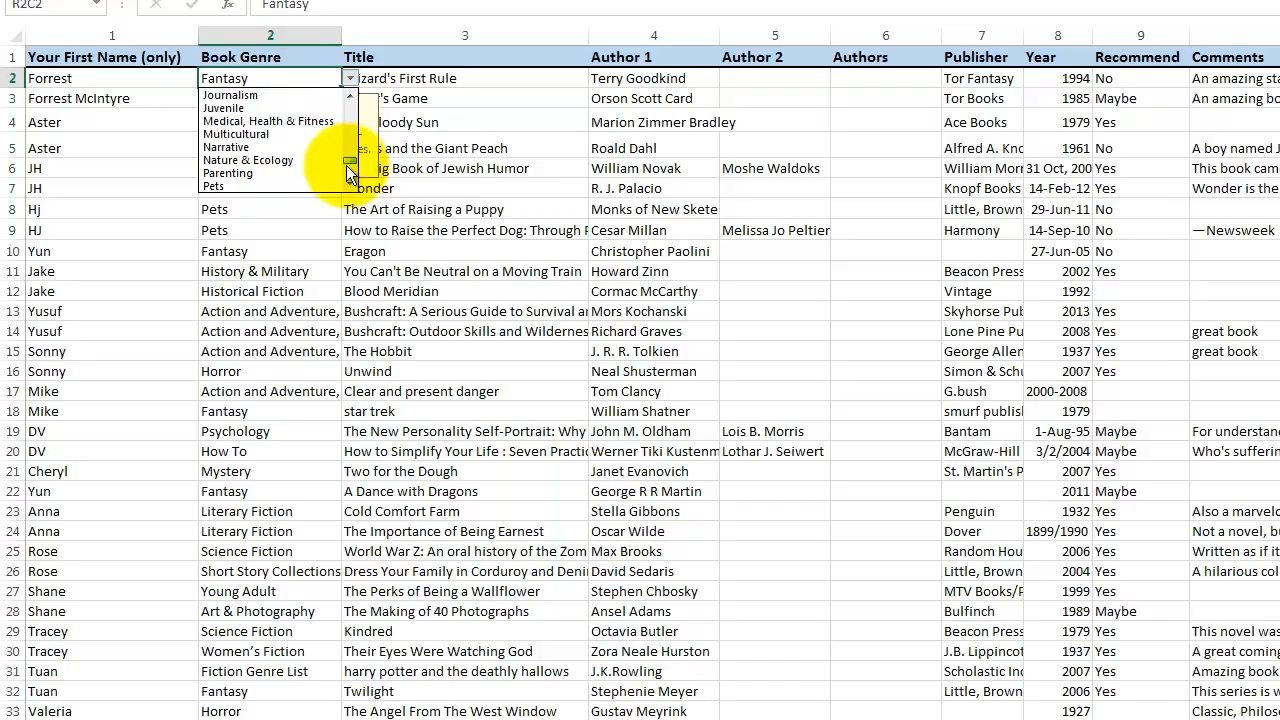 R2C2 fx Fantasy
1 2 3 4 5 6 7 8 9
1 Your First Name (only) Book Genre Title Author 1 Author 2 Authors Publisher Year Recommend Comments
2 Forrest Fantasy zard's First Rule Terry Goodkind Tor Fantasy 1994 No An amazing sta
Journalism
3 Forrest McIntyre 's Game Orson Scott Card Tor Books 1985 Maybe An amazing bo
Juvenile
Medical, Health & Fitness
4 Aster loody Sun Marion Zimmer Bradley Ace Books 1979 Yes
Multicultural
Narrative
5 Aster es. s and the Giant Peach Roald Dahl Alfred A. Kno 1961 No A boy named J
Nature & Ecology
6 JH ig Book of Jewish Humor William Novak Moshe Waldoks William Morr 31 Oct, 200 This book came
Parenting
Pets
7 JH onder R. J. Palacio Knopf Books 14-Feb-12 Yes Wonder is the
8 Hj Pets The Art of Raising a Puppy Monks of New Skete Little, Brown 29-Jun-11 No
9 HJ Pets How to Raise the Perfect Dog: Through P Cesar Millan Melissa Jo Peltier Harmony 14-Sep-10 No —Newsweek
10 Yun Fantasy Eragon Christopher Paolini 27-Jun-05 No
11 Jake History & Military You Can't Be Neutral on a Moving Train Howard Zinn Beacon Press 2002 Yes
12 Jake Historical Fiction Blood Meridian Cormac McCarthy Vintage 1992
13 Yusuf Action and Adventure, Bushcraft: A Serious Guide to Survival a Mors Kochanski Skyhorse Pub 2013 Yes
14 Yusuf Action and Adventure, Bushcraft: Outdoor Skills and Wildernes Richard Graves Lone Pine Pu 2008 Yes great book
15 Sonny Action and Adventure, The Hobbit J. R. R. Tolkien George Allen 1937 Yes great book
16 Sonny Horror Unwind Neal Shusterman Simon & Schu 2007 Yes
17 Mike Action and Adventure, Clear and present danger Tom Clancy G.bush 2000-2008
18 Mike Fantasy star trek William Shatner smurf publis 1979
19 DV Psychology The New Personality Self-Portrait: Why John M. Oldham Lois B. Morris Bantam 1-Aug-95 Maybe For understan
20 DV How To How to Simplify Your Life : Seven Practic Werner Tiki Kustenm Lothar J. Seiwert McGraw-Hill 3/2/2004 Maybe Who's sufferin
21 Cheryl Mystery Two for the Dough Janet Evanovich St. Martin's P 2007 Yes
22 Yun Fantasy A Dance with Dragons George R R Martin 2011 Maybe
23 Anna Literary Fiction Cold Comfort Farm Stella Gibbons Penguin 1932 Yes Also a marvelo
24 Anna Literary Fiction The Importance of Being Earnest Oscar Wilde Dover 1899/1990 Yes Not a novel, bu
25 Rose Science Fiction World War Z: An oral history of the Zom Max Brooks Random Hou 2006 Yes Written as if it
26 Rose Short Story Collections Dress Your Family in Corduroy and Deni David Sedaris Little, Brown 2004 Yes A hilarious col
27 Shane Young Adult The Perks of Being a Wallflower Stephen Chbosky MTV Books/P 1999 Yes
28 Shane Art & Photography The Making of 40 Photographs Ansel Adams Bulfinch 1989 Maybe
29 Tracey Science Fiction Kindred Octavia Butler Beacon Press 1979 Yes This novel was
30 Tracey Women's Fiction Their Eyes Were Watching God Zora Neale Hurston J.B. Lippincot 1937 Yes A great coming
31 Tuan Fiction Genre List harry potter and the deathly hallows J.K.Rowling Scholastic Inc 2007 Yes Amazing book
32 Tuan Fantasy Twilight Stephenie Meyer Little, Brown 2006 Yes This series is w
33 Valeria Horror The Angel From The West Window Gustav Meyrink 1927 Classic, Philos